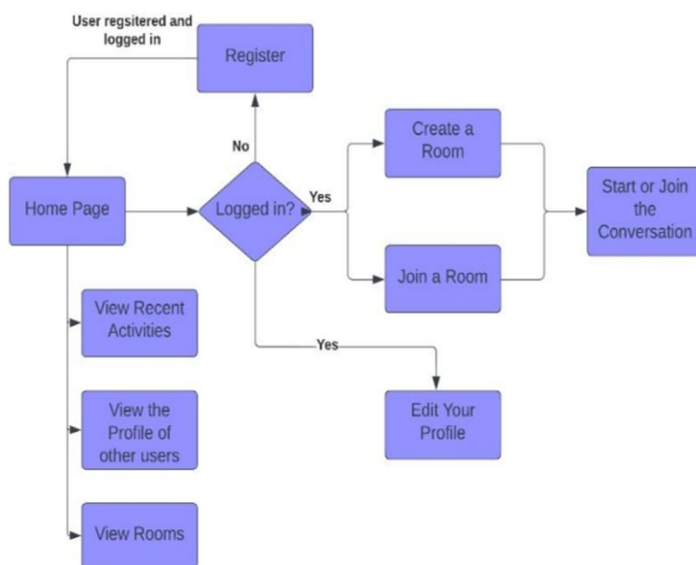 User regsitered and
logged in
Register
No
Create a
Room
Home Page
Logged in?
Yes
Start or Join
the
Conversation
Join a Room
View Recent
Activities
Yes
View the
Profile of
other users
Edit Your
Profile
View Rooms